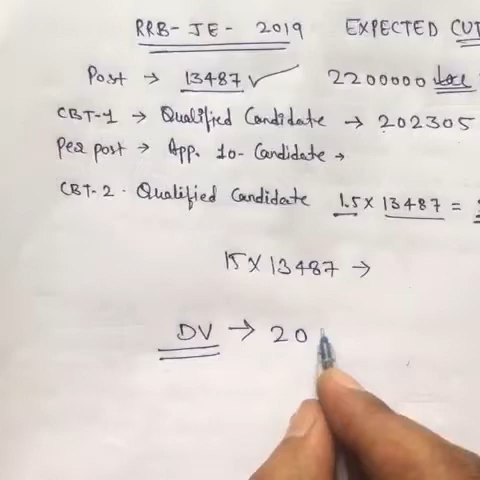 RRB- JE - 2019 EXPECTED CUT
Post → 13487 ✓ 2200000
CBT-1 → Qualified Candidate → 202305
Per post → App. 10- Candidate →
CBT-2. Qualified Candidate 1.5 x 13487 =
15 x 13487 →
DV → 20